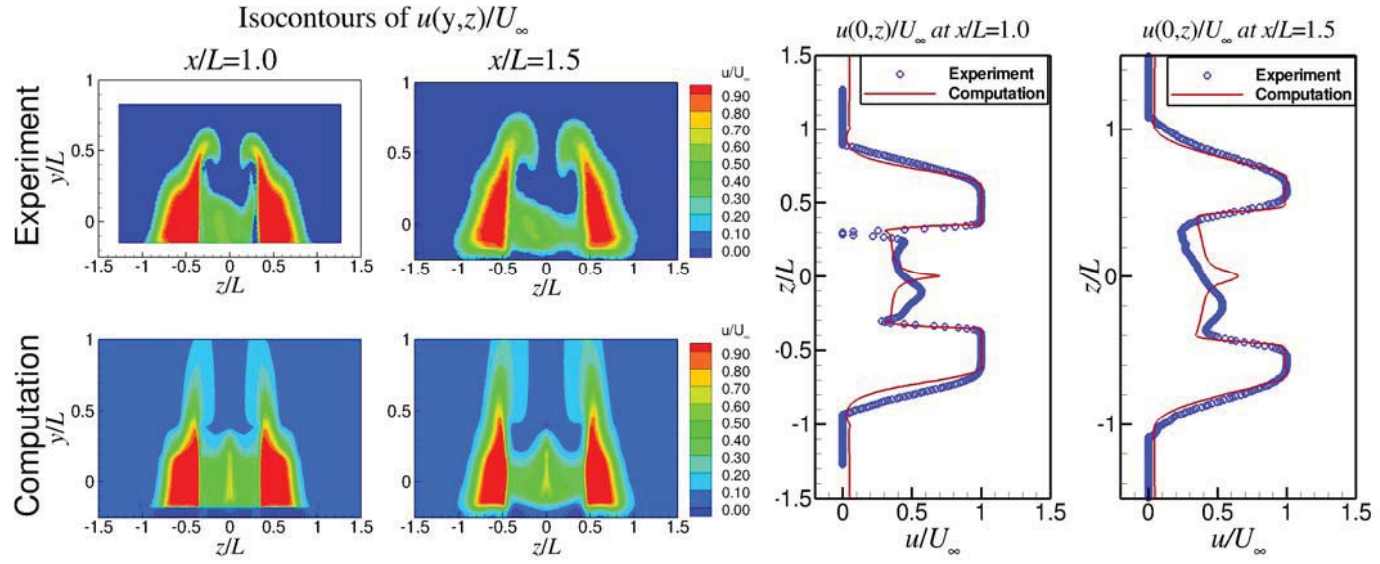 Isocontours of u(y,z)/U∞
x/L=1.0
x/L=1.5
Experiment
y/L
1
0.5
0
-1.5 -1 -0.5 0 0.5 1 1.5
z/L
1
0.5
0
-1.5 -1 -0.5 0 0.5 1 1.5
z/L
u/U∞
0.90
0.80
0.70
0.60
0.50
0.40
0.30
0.20
0.10
0.00
Computation
y/L
1
0.5
0
-1.5 -1 -0.5 0 0.5 1 1.5
z/L
1
0.5
0
-1.5 -1 -0.5 0 0.5 1 1.5
z/L
u/U
0.90
0.80
0.70
0.60
0.50
0.40
0.30
0.20
0.10
0.00
u(0,z)/U∞ at x/L=1.0
Experiment
Computation
z/L
1.5
1
0.5
0
-0.5
-1
-1.5
0 0.5 1 1.5
u/U∞
u(0,z)/U∞ at x/L=1.5
Experiment
Computation
z/L
1
0
-1
0 0.5 1 1.5
u/U∞